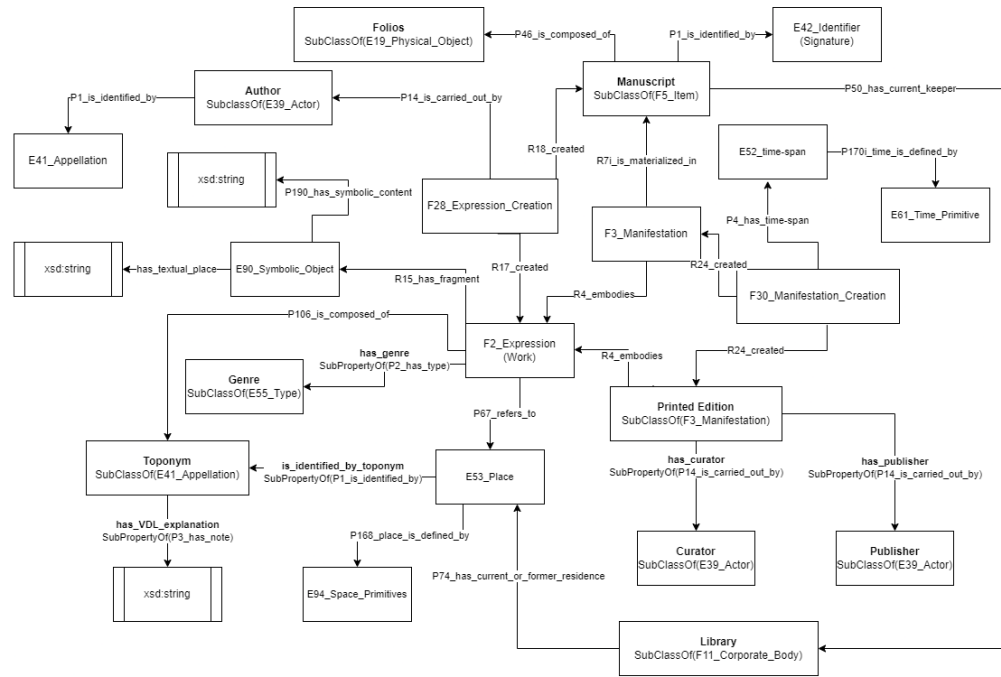 Folios
SubClassOf(E19_Physical_Object)
P46_is_composed_of
P1_is_identified_by
E42_Identifier
(Signature)
Manuscript
SubClassOf(F5_Item)
P50_has_current_keeper
Author
SubclassOf(E39_Actor)
P1_is_identified_by
P14_is_carried_out_by
E41_Appellation
R18_created
R7i_is_materialized_in
E52_time-span
P170i_time_is_defined_by
E61_Time_Primitive
xsd:string
P190_has_symbolic_content
F28_Expression_Creation
F3_Manifestation
P4_has_time-span
R24_created
F30_Manifestation_Creation
xsd:string
has_textual_place
E90_Symbolic_Object
R15_has_fragment
R17_created
R4_embodies
P106_is_composed_of
F2_Expression
(Work)
R4_embodies
R24_created
has_genre
SubPropertyOf(P2_has_type)
Genre
SubClassOf(E55_Type)
Printed Edition
SubClassOf(F3_Manifestation)
P67_refers_to
Toponym
SubClassOf(E41_Appellation)
is_identified_by_toponym
SubPropertyOf(P1_is_identified_by)
E53_Place
has_curator
SubPropertyOf(P14_is_carried_out_by)
has_publisher
SubPropertyOf(P14_is_carried_out_by)
has_VDL_explanation
SubPropertyOf(P3_has_note)
P168_place_is_defined_by
Curator
SubClassOf(E39_Actor)
Publisher
SubClassOf(E39_Actor)
xsd:string
E94_Space_Primitives
P74_has_current_or_former_residence
Library
SubClassOf(F11_Corporate_Body)